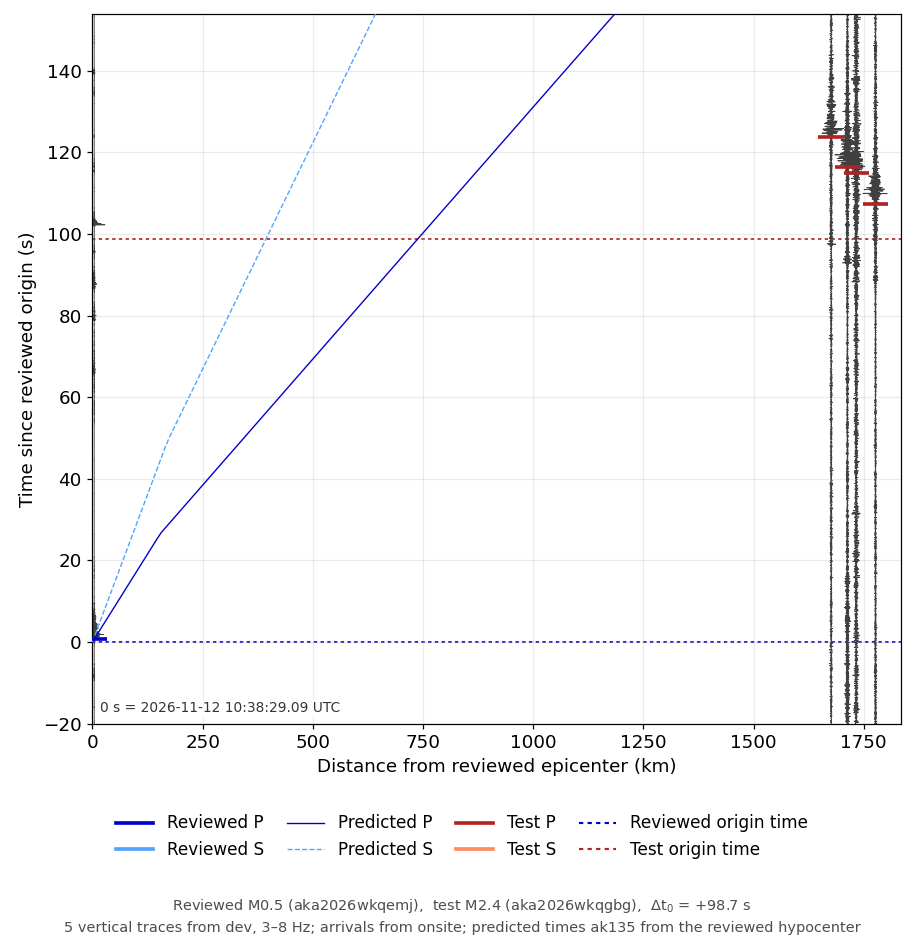 140
120
100
80
60
40
20
0
−20
Time since reviewed origin (s)
0 s = 2026-11-12 10:38:29.09 UTC
0 250 500 750 1000 1250 1500 1750
Distance from reviewed epicenter (km)
Reviewed P Predicted P Test P Reviewed origin time
Reviewed S Predicted S Test S Test origin time
Reviewed M0.5 (aka2026wkqemj), test M2.4 (aka2026wkqgbg), Δt₀ = +98.7 s
5 vertical traces from dev, 3–8 Hz; arrivals from onsite; predicted times ak135 from the reviewed hypocenter